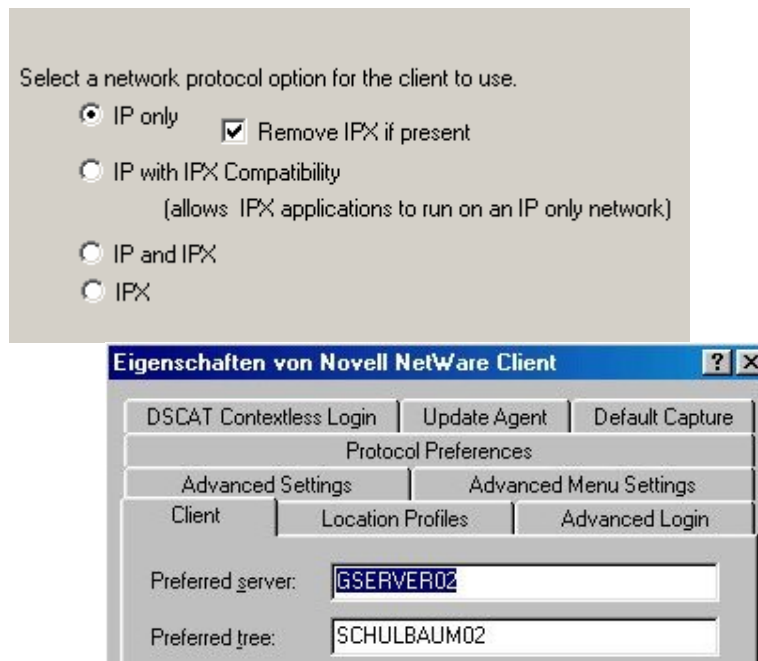 Select a network protocol option for the client to use.
IP only
Remove IPX if present
IP with IPX Compatibility
(allows IPX applications to run on an IP only network)
IP and IPX
IPX
Eigenschaften von Novell NetWare Client
DSCAT Contextless Login Update Agent Default Capture
Protocol Preferences
Advanced Settings Advanced Menu Settings
Client Location Profiles Advanced Login
Preferred server: GSERVER02
Preferred tree: SCHULBAUM02